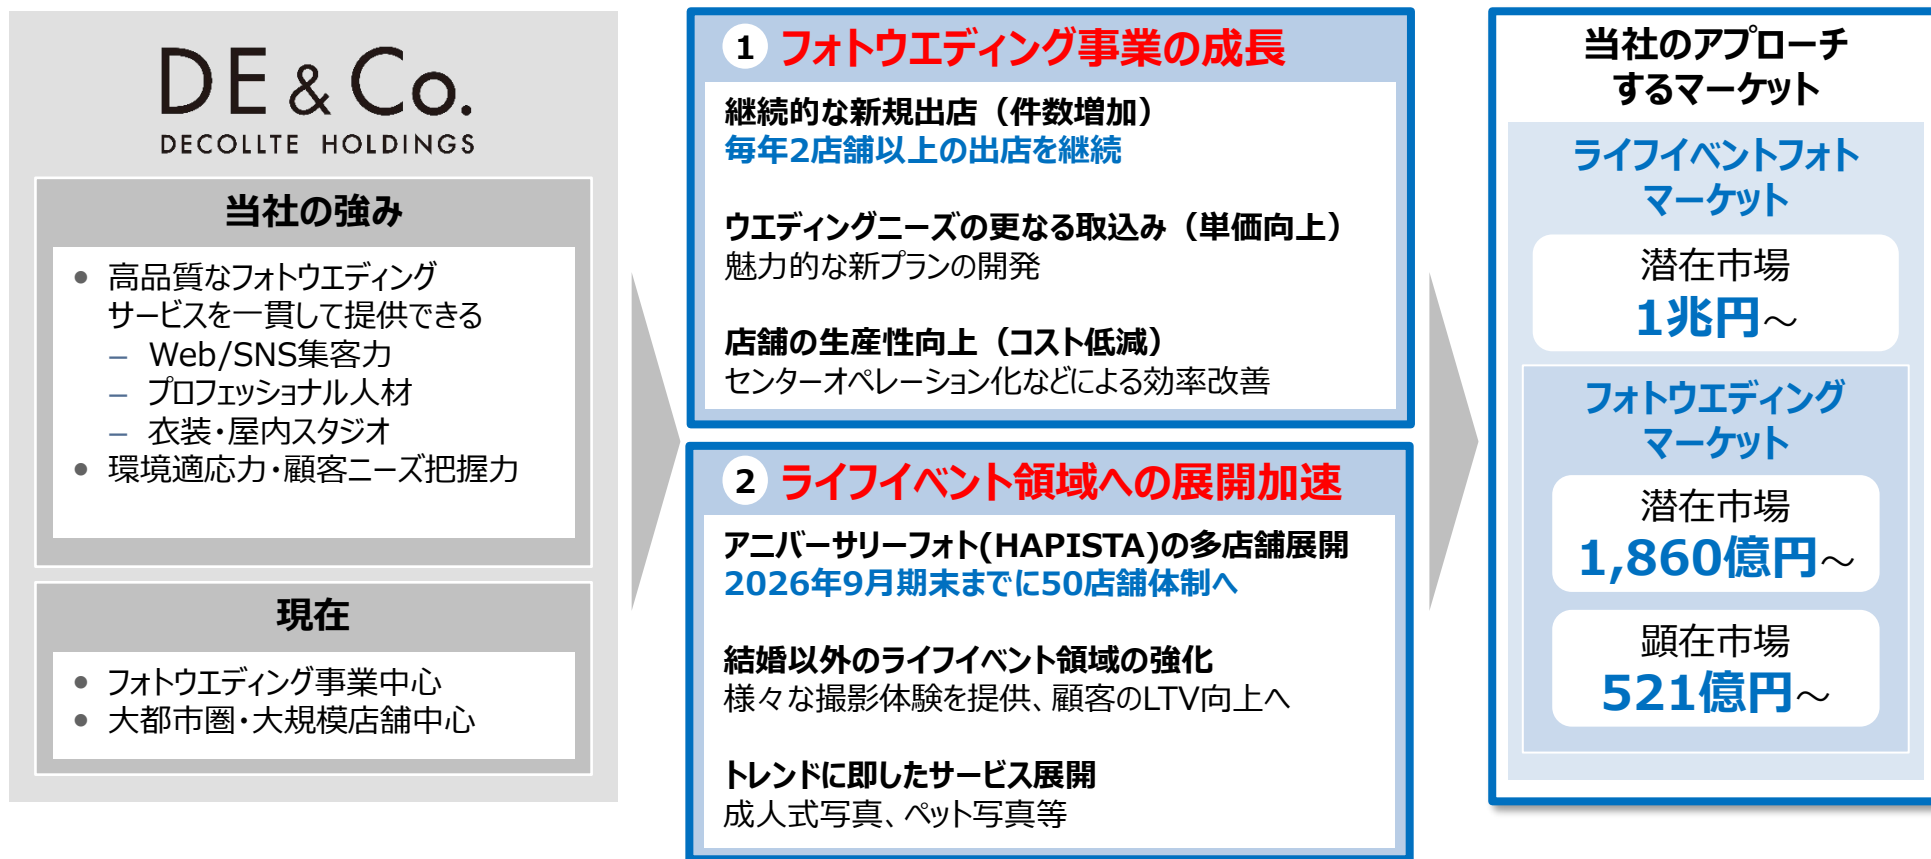 DE & Co.
DECOLLTE HOLDINGS
当社の強み
• 高品質なフォトウエディング
サービスを一貫して提供できる
– Web/SNS集客力
– プロフェッショナル人材
– 衣装・屋内スタジオ
• 環境適応力・顧客ニーズ把握力
現在
• フォトウエディング事業中心
• 大都市圏・大規模店舗中心
1 フォトウエディング事業の成長
継続的な新規出店（件数増加）
毎年2店舗以上の出店を継続
ウエディングニーズの更なる取込み（単価向上）
魅力的な新プランの開発
店舗の生産性向上（コスト低減）
センターオペレーション化などによる効率改善
2 ライフイベント領域への展開加速
アニバーサリーフォト(HAPISTA)の多店舗展開
2026年9月期末までに50店舗体制へ
結婚以外のライフイベント領域の強化
様々な撮影体験を提供、顧客のLTV向上へ
トレンドに即したサービス展開
成人式写真、ペット写真等
当社のアプローチ
するマーケット
ライフイベントフォト
マーケット
潜在市場
1兆円～
フォトウエディング
マーケット
潜在市場
1,860億円～
顕在市場
521億円～